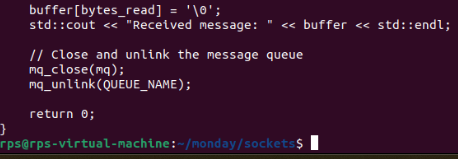 buffer[bytes_read] = '\0';
std::cout << "Received message: " << buffer << std::endl;
// Close and unlink the message queue
mq_close(mq);
mq_unlink(QUEUE_NAME);
return 0;
}
rps@rps-virtual-machine:~/monday/sockets$